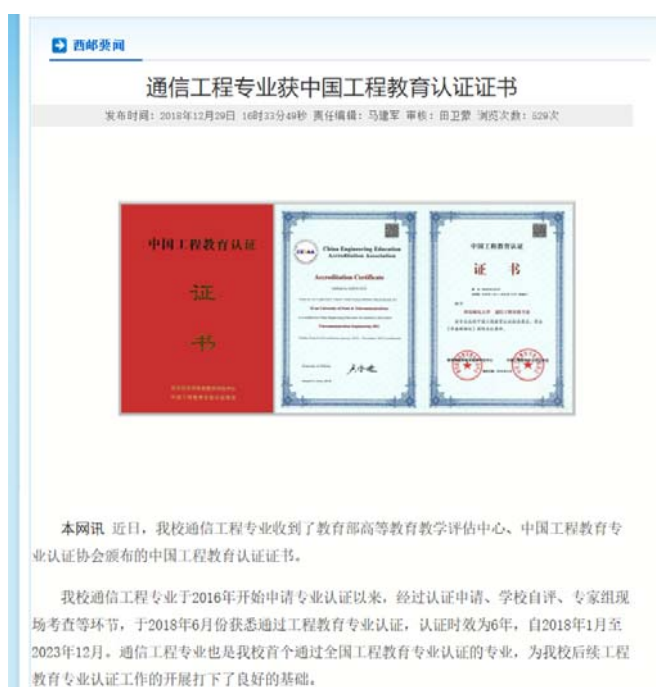 西邮要闻
通信工程专业获中国工程教育认证证书
发布时间：2018年12月29日 16时33分49秒 责任编辑：马建军 审核：田卫蒙 浏览次数：529次
中国工程教育认证
证
书
China Engineering Education
Accreditation Association
Accreditation Certificate
中国工程教育认证
证 书
本网讯 近日，我校通信工程专业收到了教育部高等教育教学评估中心、中国工程教育专
业认证协会颁布的中国工程教育认证证书。
我校通信工程专业于2016年开始申请专业认证以来，经过认证申请、学校自评、专家组现
场考查等环节，于2018年6月份获悉通过工程教育专业认证，认证时效为6年，自2018年1月至
2023年12月。通信工程专业也是我校首个通过全国工程教育专业认证的专业，为我校后续工程
教育专业认证工作的开展打下了良好的基础。